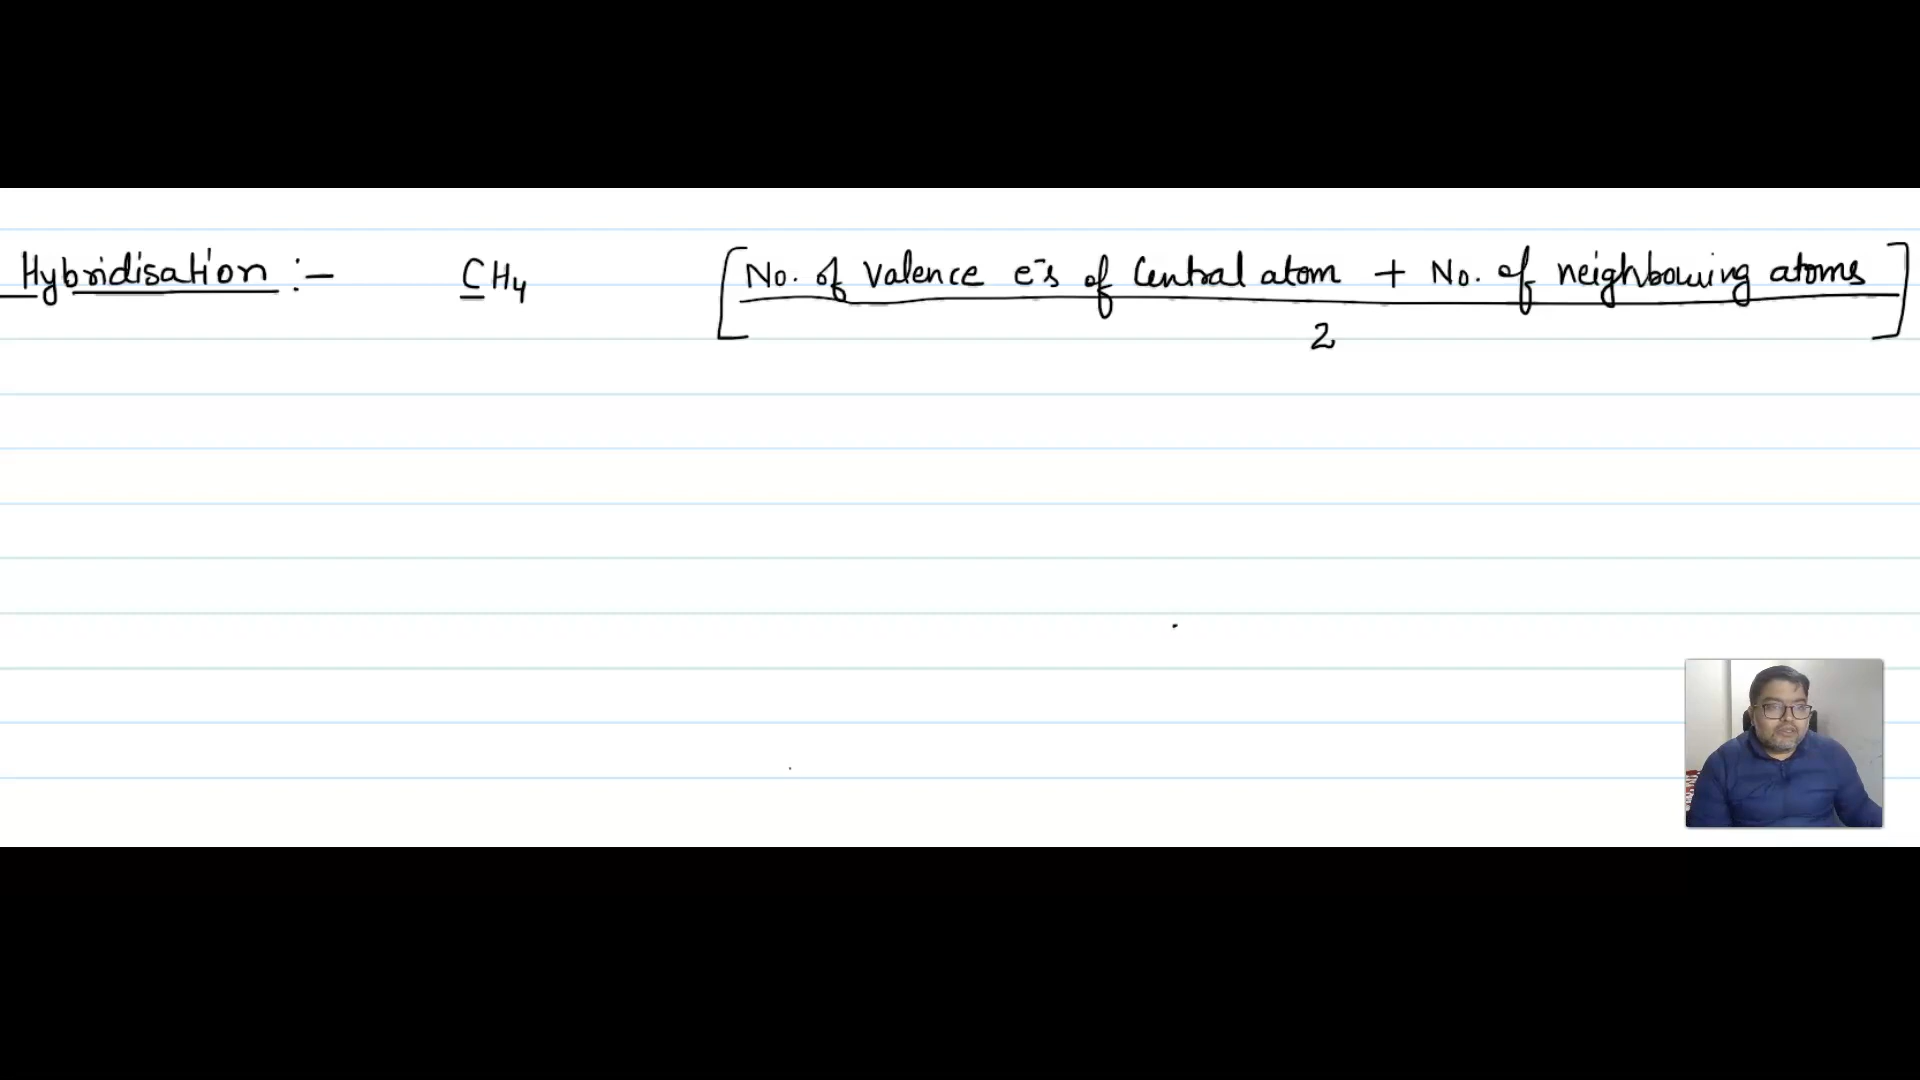 Hybridisation :- CH₄ [No. of valence e⁻s of Central atom + No. of neighbouring atoms
2]